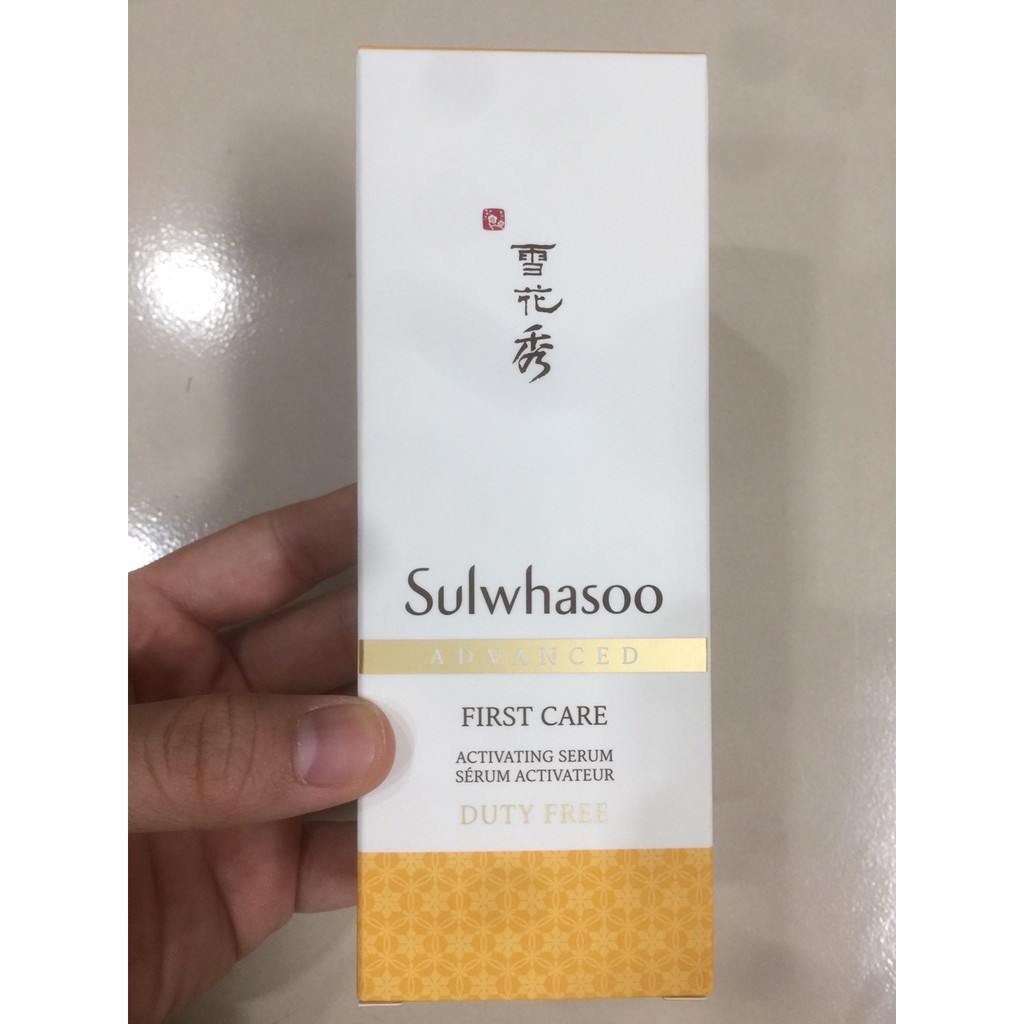 雪花秀
Sulwhasoo
ADVANCED
FIRST CARE
ACTIVATING SERUM
SÉRUM ACTIVATEUR
DUTY FREE